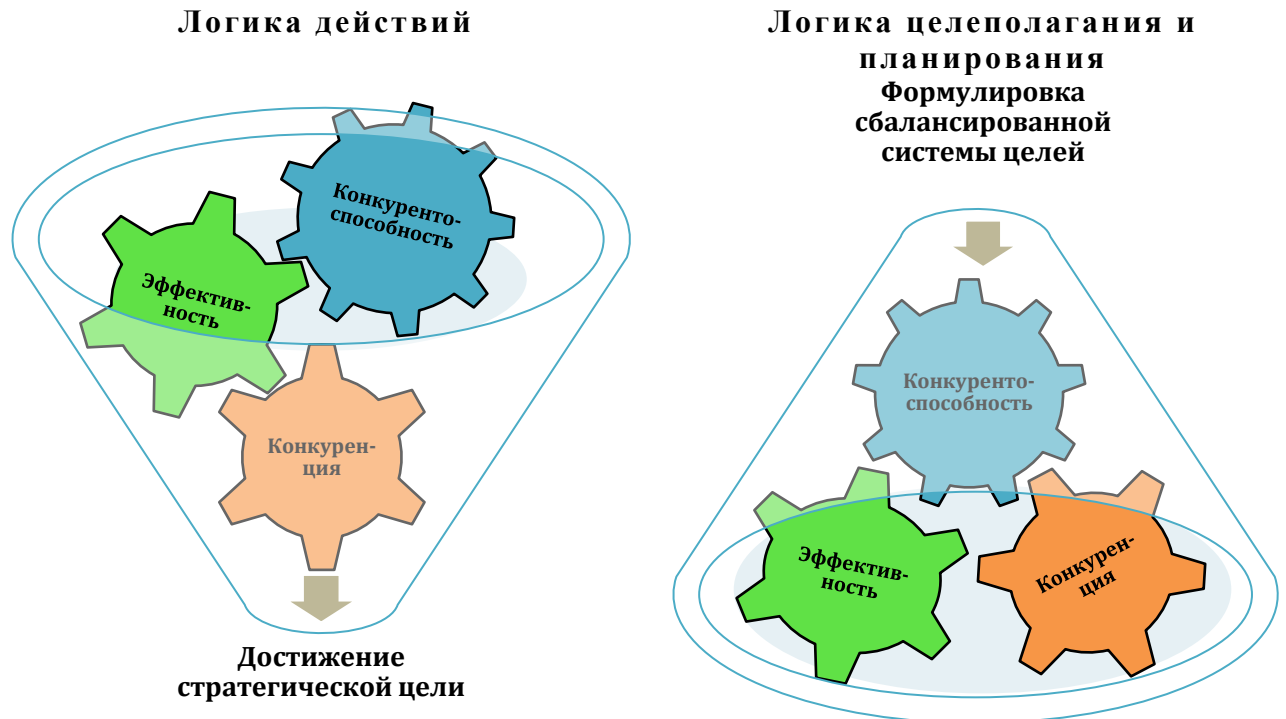 Логика действий
Конкуренто-
способность
Эффектив-
ность
Конкурен-
ция
Достижение
стратегической цели
Логика целеполагания и
планирования
Формулировка
сбалансированной
системы целей
Конкуренто-
способность
Эффектив-
ность
Конкурен-
ция